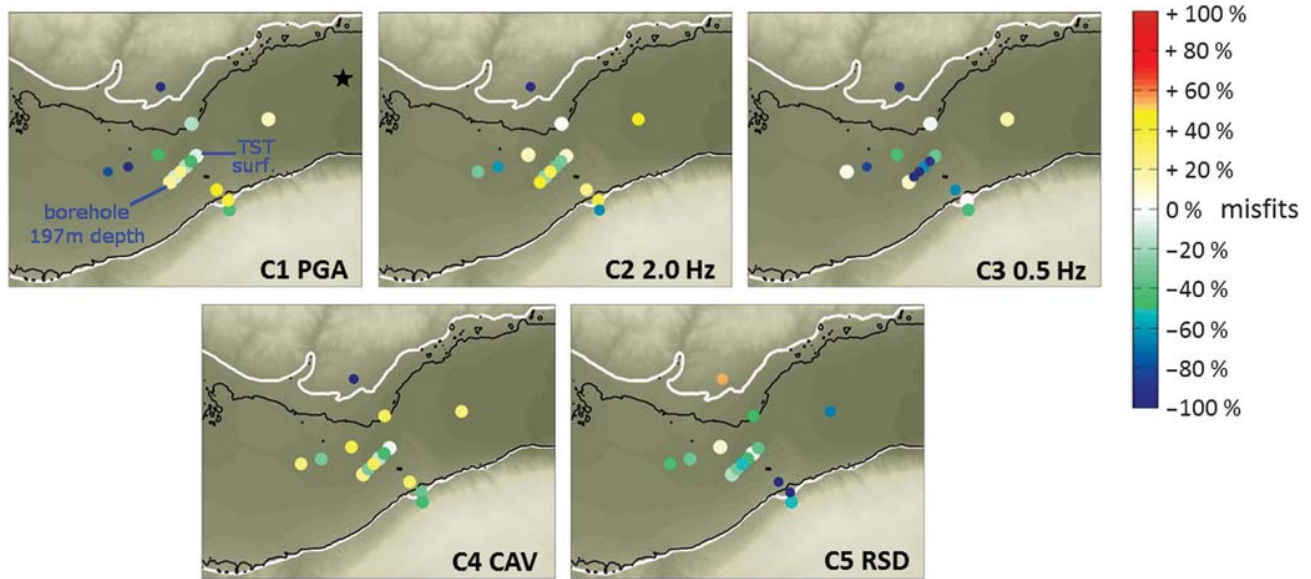 TST
surf.
borehole
197m depth
C1 PGA
C2 2.0 Hz
C3 0.5 Hz
C4 CAV
C5 RSD
+ 100 %
+ 80 %
+ 60 %
+ 40 %
+ 20 %
0 % misfits
−20 %
−40 %
−60 %
−80 %
−100 %